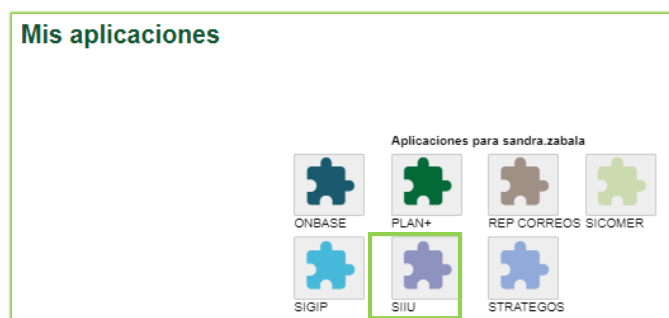 Mis aplicaciones
Aplicaciones para sandra.zabala
ONBASE PLAN+ REP CORREOS SICOMER
SIGIP SIIU STRATEGOS